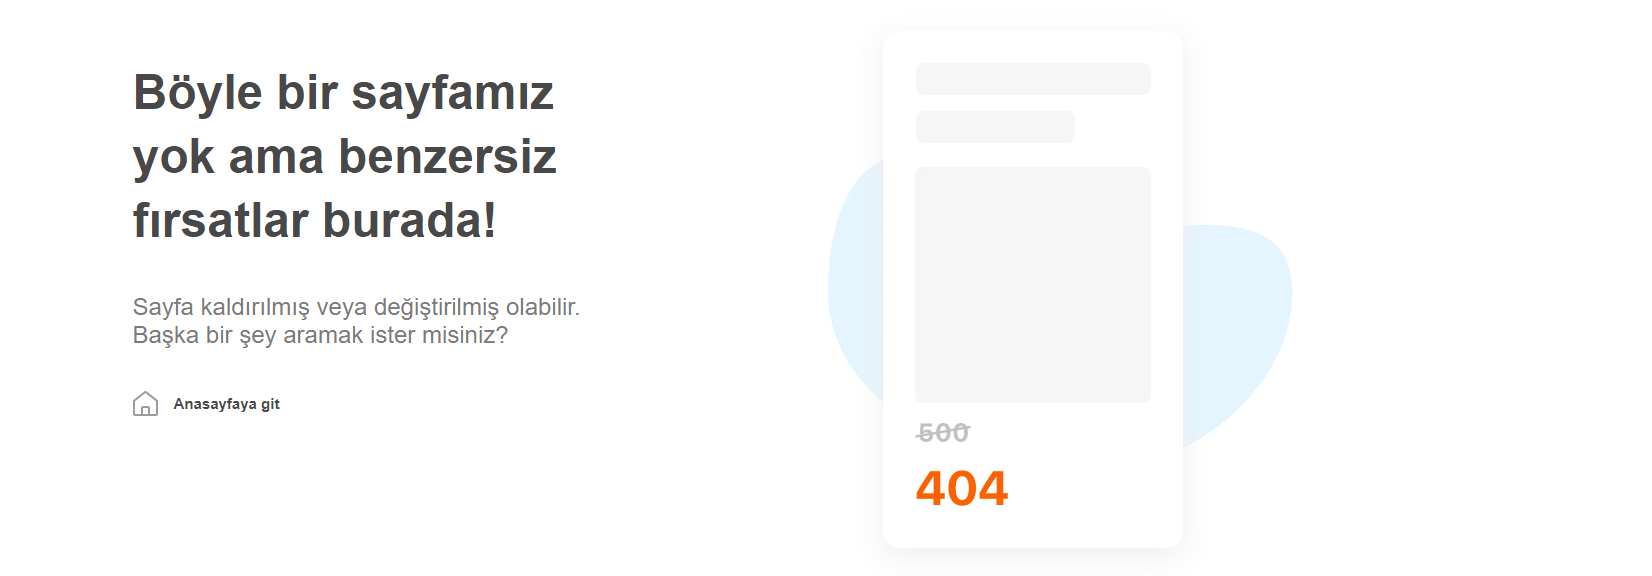 Böyle bir sayfamız
yok ama benzersiz
fırsatlar burada!
Sayfa kaldırılmış veya değiştirilmiş olabilir.
Başka bir şey aramak ister misiniz?
Anasayfaya git
500
404